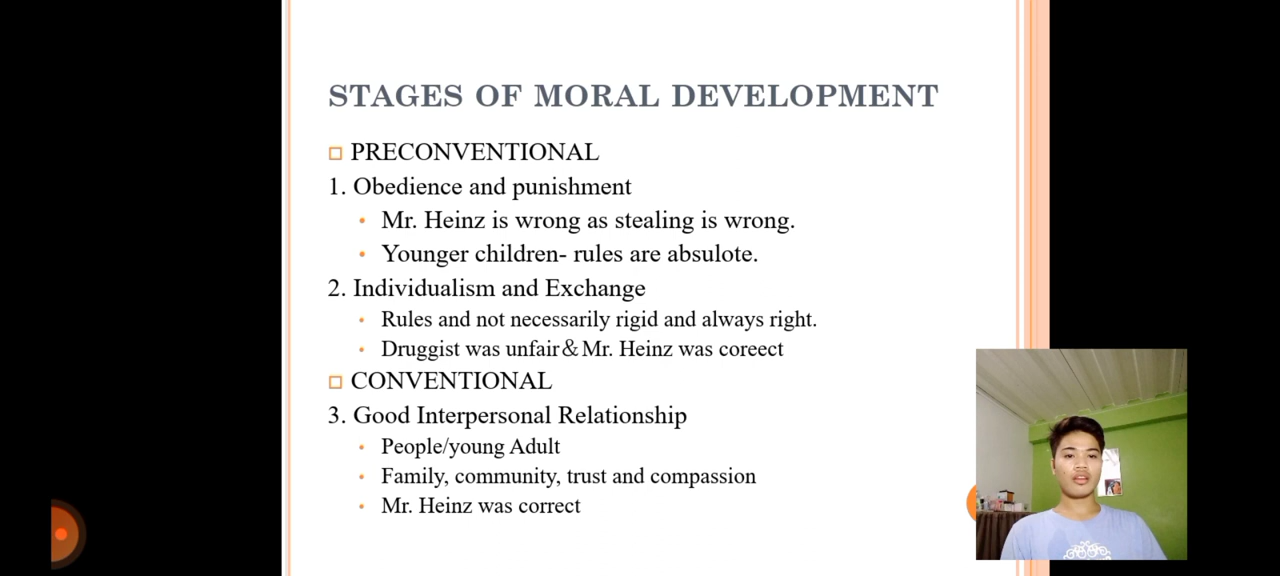 STAGES OF MORAL DEVELOPMENT
PRECONVENTIONAL
1. Obedience and punishment
• Mr. Heinz is wrong as stealing is wrong.
• Younger children- rules are absulote.
2. Individualism and Exchange
• Rules and not necessarily rigid and always right.
• Druggist was unfair & Mr. Heinz was coreect
CONVENTIONAL
3. Good Interpersonal Relationship
• People/young Adult
• Family, community, trust and compassion
• Mr. Heinz was correct